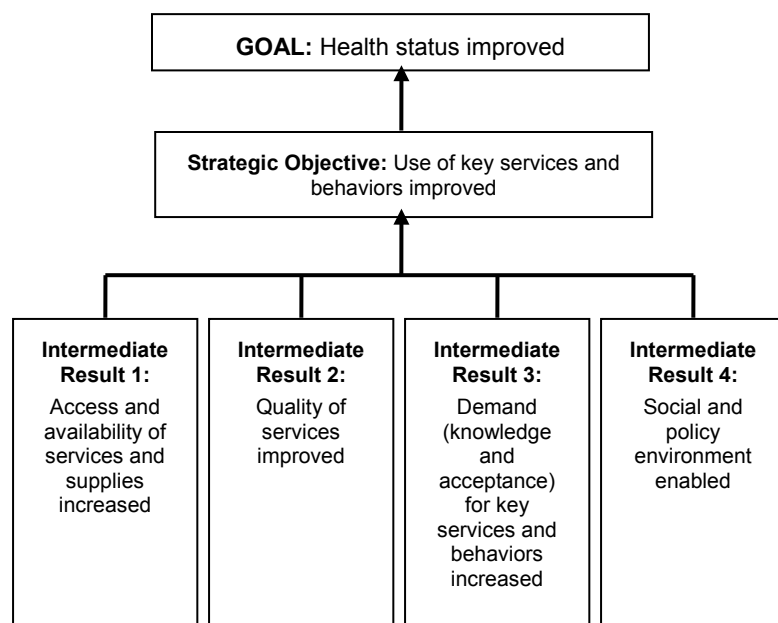 GOAL: Health status improved
Strategic Objective: Use of key services and
behaviors improved
Intermediate
Result 1:
Access and
availability of
services and
supplies
increased
Intermediate
Result 2:
Quality of
services
improved
Intermediate
Result 3:
Demand
(knowledge
and
acceptance)
for key
services and
behaviors
increased
Intermediate
Result 4:
Social and
policy
environment
enabled